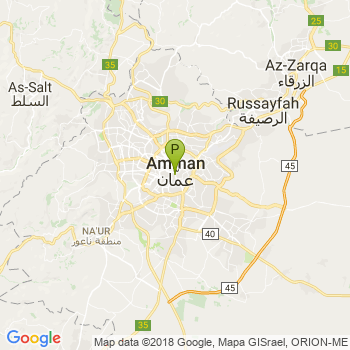 25
Az-Zarqa
الزرقاء
30
35
As-Salt
السلط
30
Russayfah
الرصيفة
P
Amman
عمان
45
NA'UR
منطقة ناعور
40
45
35
Google
Map data ©2018 Google, Mapa GISrael, ORION-ME